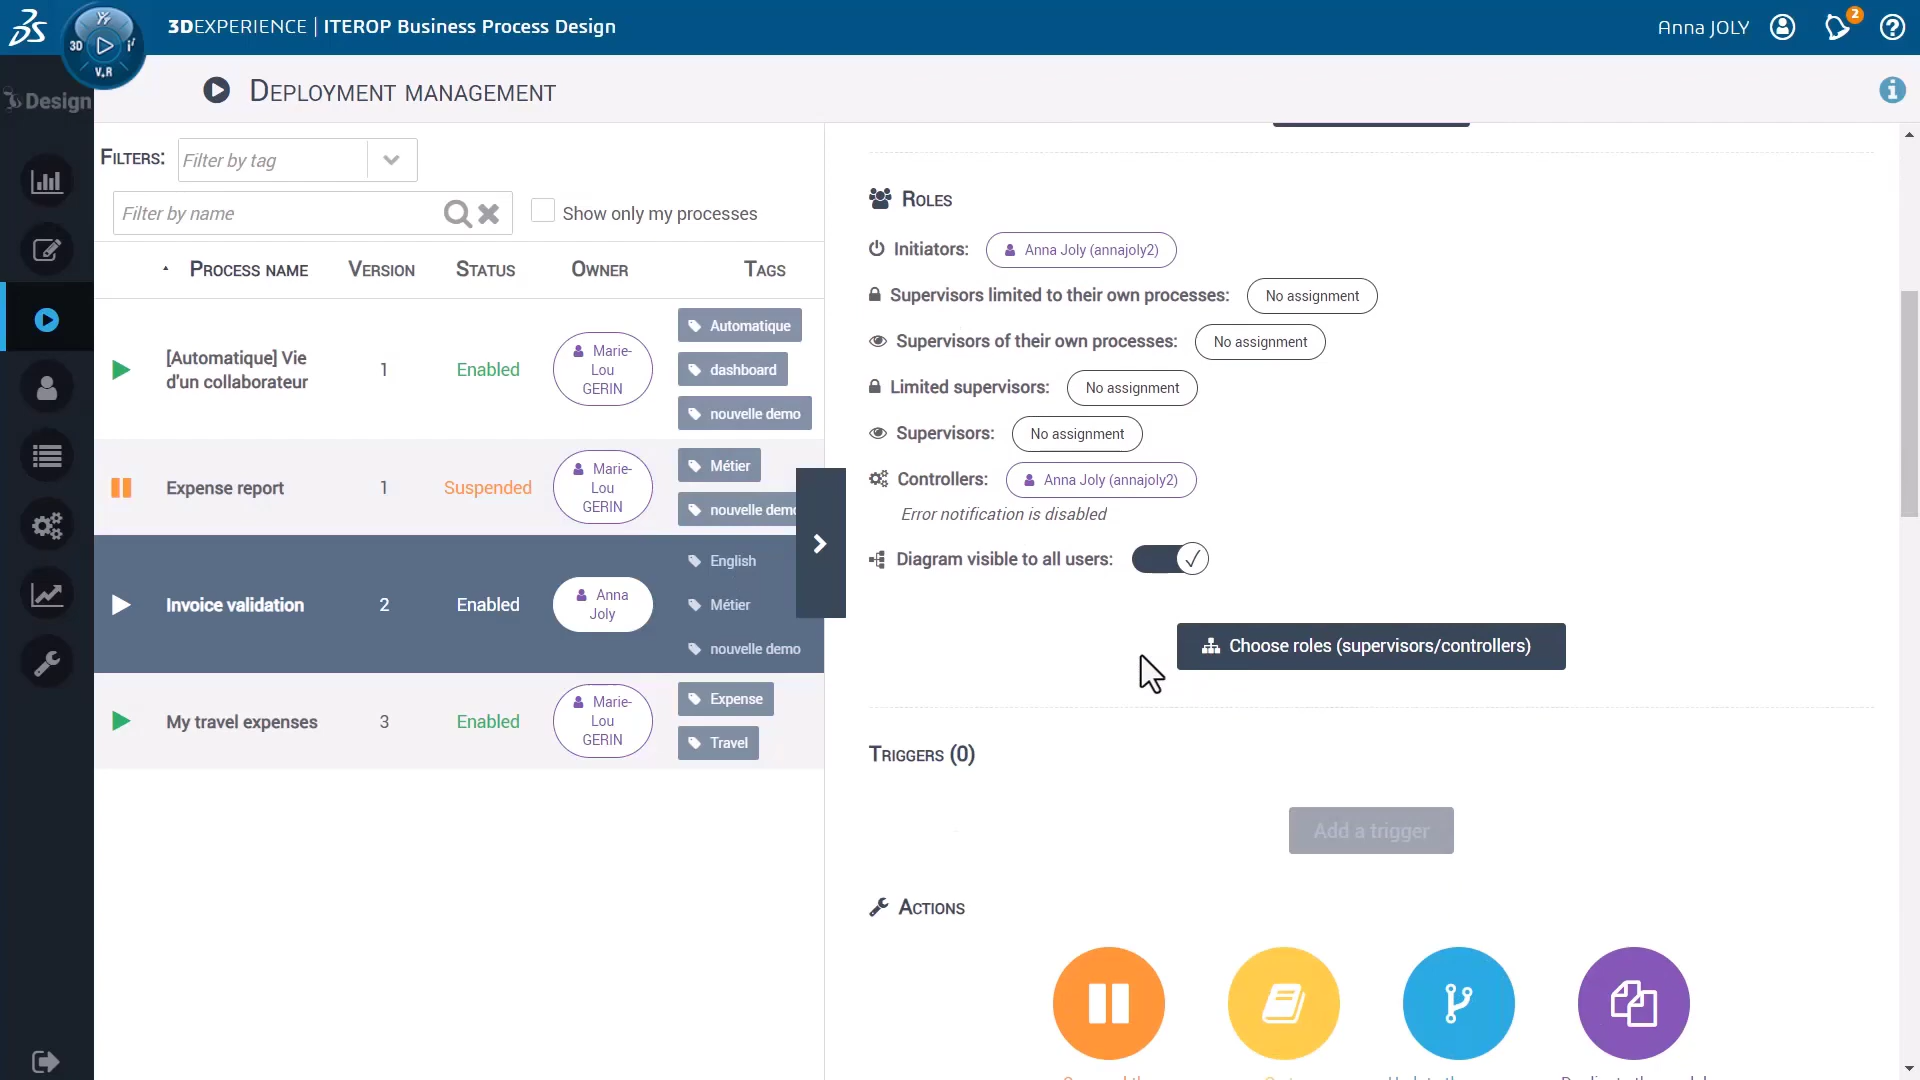 3DEXPERIENCE | ITEROP Business Process Design
Anna JOLY
2
3D
V.R
Design
DEPLOYMENT MANAGEMENT
FILTERS:
Filter by tag
Filter by name
Show only my processes
PROCESS NAME
VERSION
STATUS
OWNER
TAGS
[Automatique] Vie
d'un collaborateur
1
Enabled
Marie-
Lou
GERIN
Automatique
dashboard
nouvelle demo
Expense report
1
Suspended
Marie-
Lou
GERIN
Métier
nouvelle demo
Invoice validation
2
Enabled
Anna
Joly
English
Métier
nouvelle demo
My travel expenses
3
Enabled
Marie-
Lou
GERIN
Expense
Travel
ROLES
Initiators:
Anna Joly (annajoly2)
Supervisors limited to their own processes:
No assignment
Supervisors of their own processes:
No assignment
Limited supervisors:
No assignment
Supervisors:
No assignment
Controllers:
Anna Joly (annajoly2)
Error notification is disabled
Diagram visible to all users:
Choose roles (supervisors/controllers)
TRIGGERS (0)
Add a trigger
ACTIONS